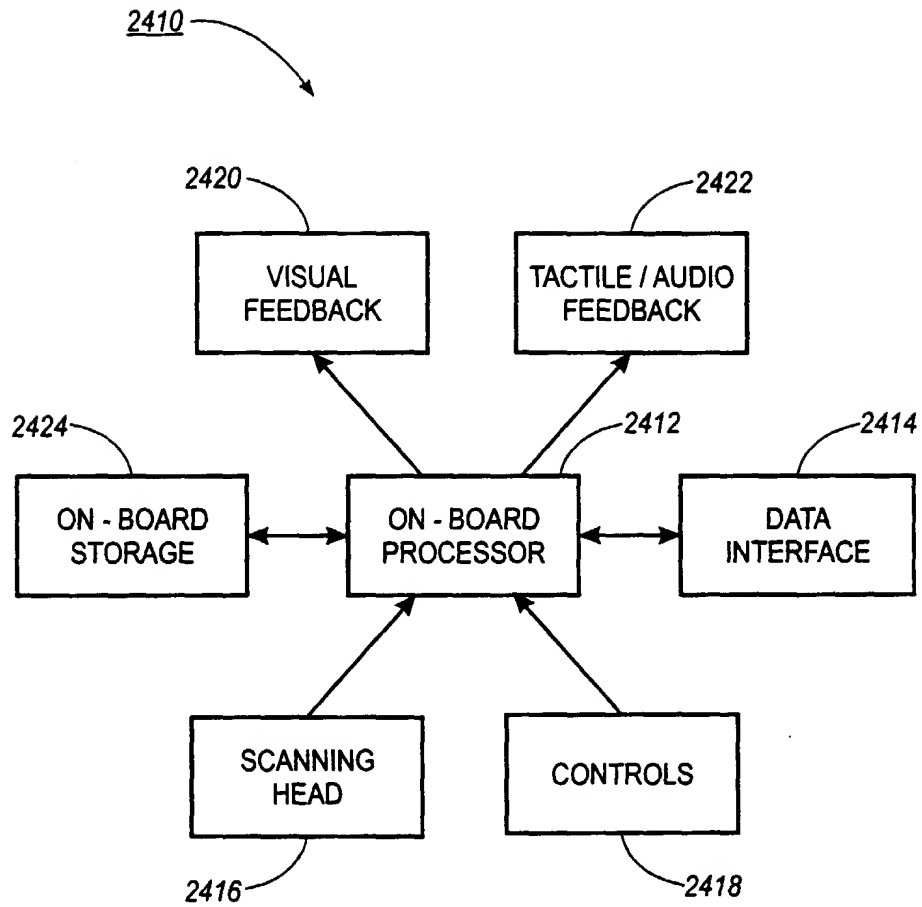 2410
2420
2422
VISUAL
FEEDBACK
TACTILE / AUDIO
FEEDBACK
2424
2412
2414
ON - BOARD
STORAGE
ON - BOARD
PROCESSOR
DATA
INTERFACE
SCANNING
HEAD
CONTROLS
2416
2418